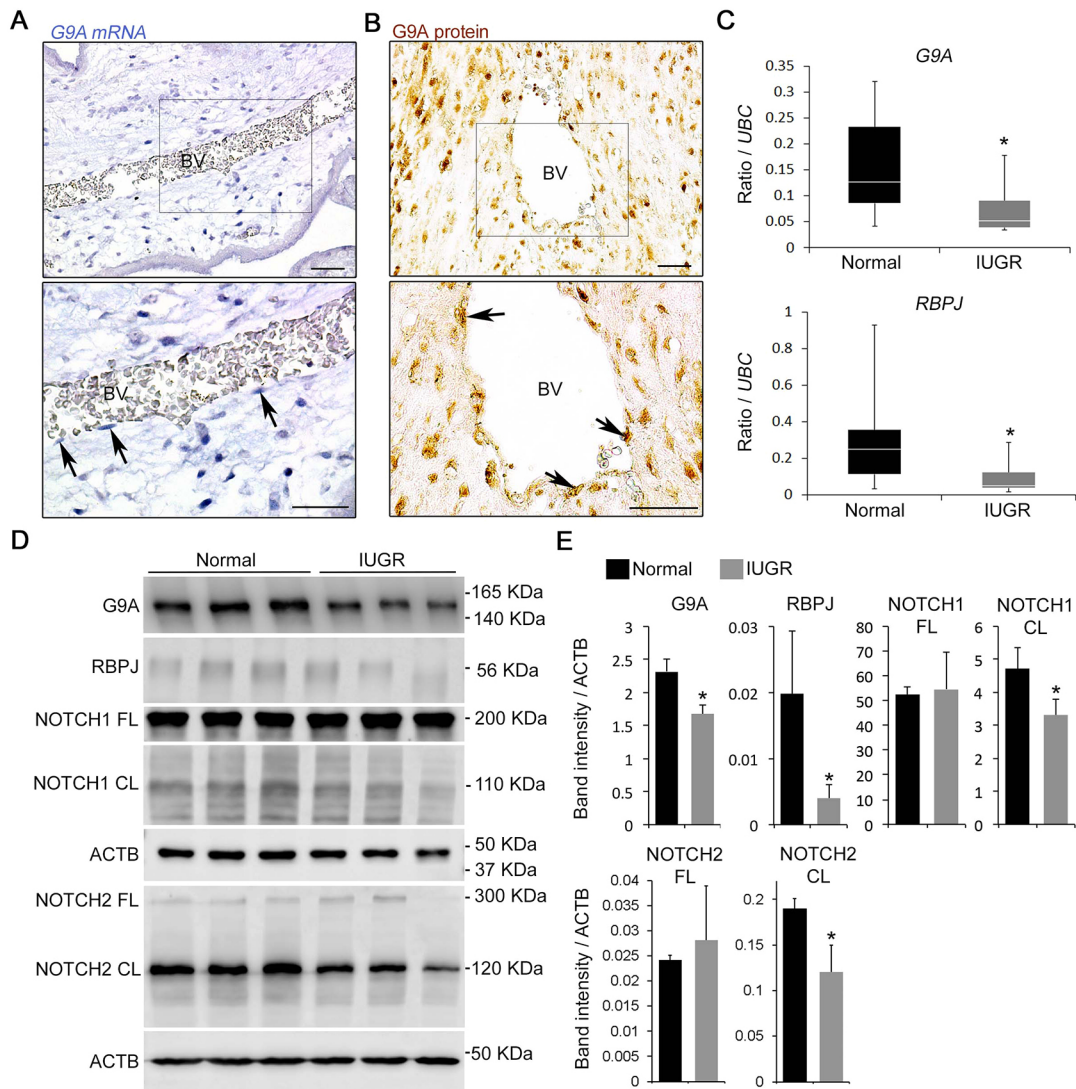 A
G9A mRNA
BV
BV
B
G9A protein
BV
BV
C
G9A
Ratio / UBC
0.35
0.3
0.25
0.2
0.15
0.1
0.05
0
*
Normal
IUGR
RBPJ
Ratio / UBC
1
0.8
0.6
0.4
0.2
0
*
Normal
IUGR
D
Normal
IUGR
G9A
-165 KDa
-140 KDa
RBPJ
-56 KDa
NOTCH1 FL
-200 KDa
NOTCH1 CL
-110 KDa
ACTB
-50 KDa
-37 KDa
NOTCH2 FL
-300 KDa
NOTCH2 CL
-120 KDa
ACTB
-50 KDa
E
Normal
IUGR
Band intensity / ACTB
G9A
3
2.5
2
1.5
1
0.5
0
*
RBPJ
0.03
0.02
0.01
0
*
NOTCH1
FL
80
70
60
50
40
30
20
10
0
NOTCH1
CL
6
5
4
3
2
1
0
*
Band intensity / ACTB
NOTCH2
FL
0.04
0.035
0.03
0.025
0.02
0.015
0.01
0.005
0
NOTCH2
CL
0.2
0.15
0.1
0.1
0
*